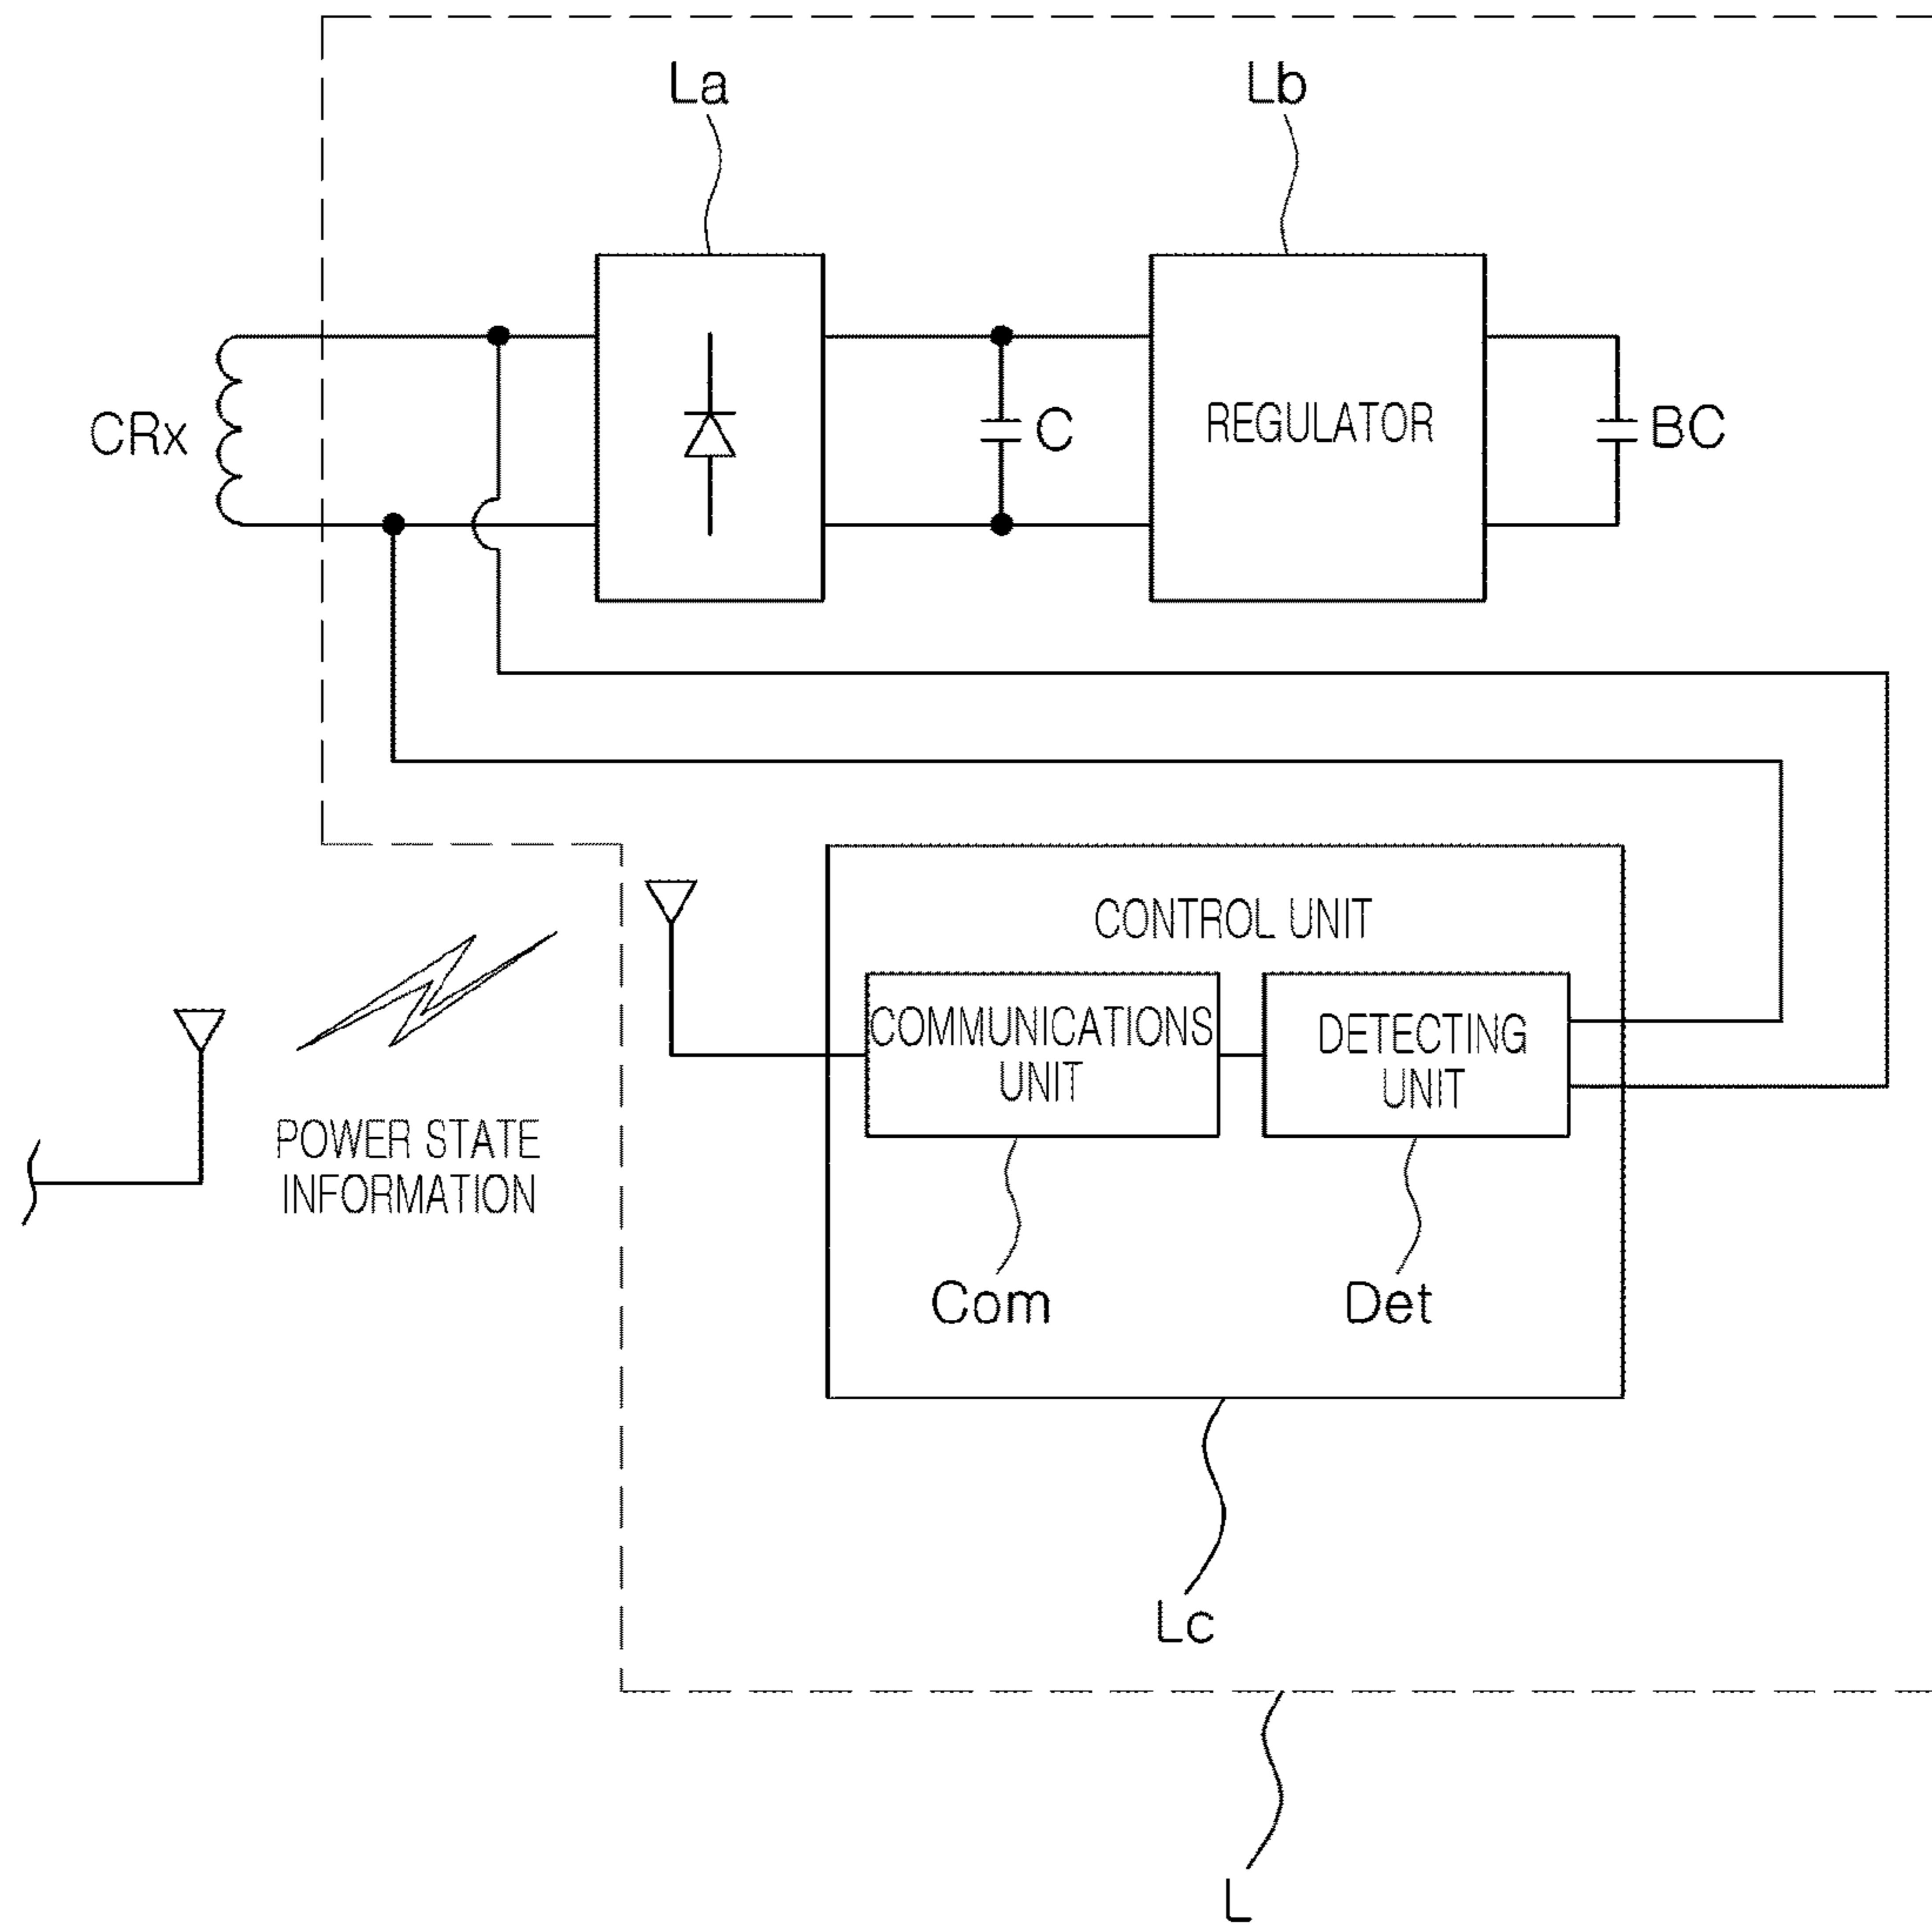 La
Lb
CRx
C
REGULATOR
BC
CONTROL UNIT
COMMUNICATIONS
UNIT
DETECTING
UNIT
POWER STATE
INFORMATION
Com
Det
Lc
L